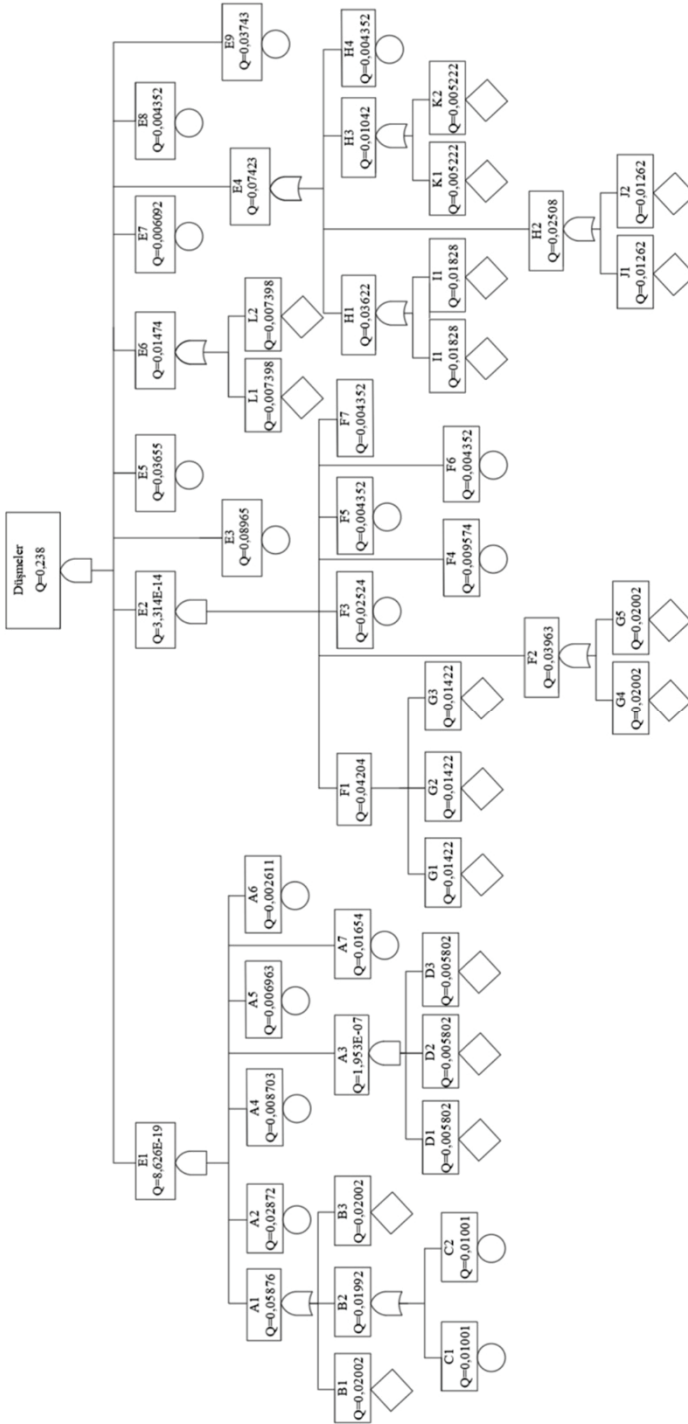 Düşmeler
Q=0,238
E1
Q=8,626E-19
E2
Q=3,314E-14
E3
Q=0,08965
E5
Q=0,03655
E6
Q=0,01474
E7
Q=0,006092
E4
Q=0,07423
E8
Q=0,004352
E9
Q=0,03743
A1
Q=0,05876
A2
Q=0,02872
A4
Q=0,008703
A3
Q=1,953E-07
A5
Q=0,006963
A7
Q=0,01654
A6
Q=0,002611
B1
Q=0,02002
B2
Q=0,01992
B3
Q=0,02002
C1
Q=0,01001
C2
Q=0,01001
D1
Q=0,005802
D2
Q=0,005802
D3
Q=0,005802
F1
Q=0,04204
F2
Q=0,03963
F3
Q=0,02524
F4
Q=0,009574
F5
Q=0,004352
F6
Q=0,004352
F7
Q=0,004352
G1
Q=0,01422
G2
Q=0,01422
G3
Q=0,01422
G4
Q=0,02002
G5
Q=0,02002
L1
Q=0,007398
L2
Q=0,007398
H1
Q=0,03622
H2
Q=0,02508
H3
Q=0,01042
H4
Q=0,004352
I1
Q=0,01828
I1
Q=0,01828
K1
Q=0,005222
K2
Q=0,005222
J1
Q=0,01262
J2
Q=0,01262